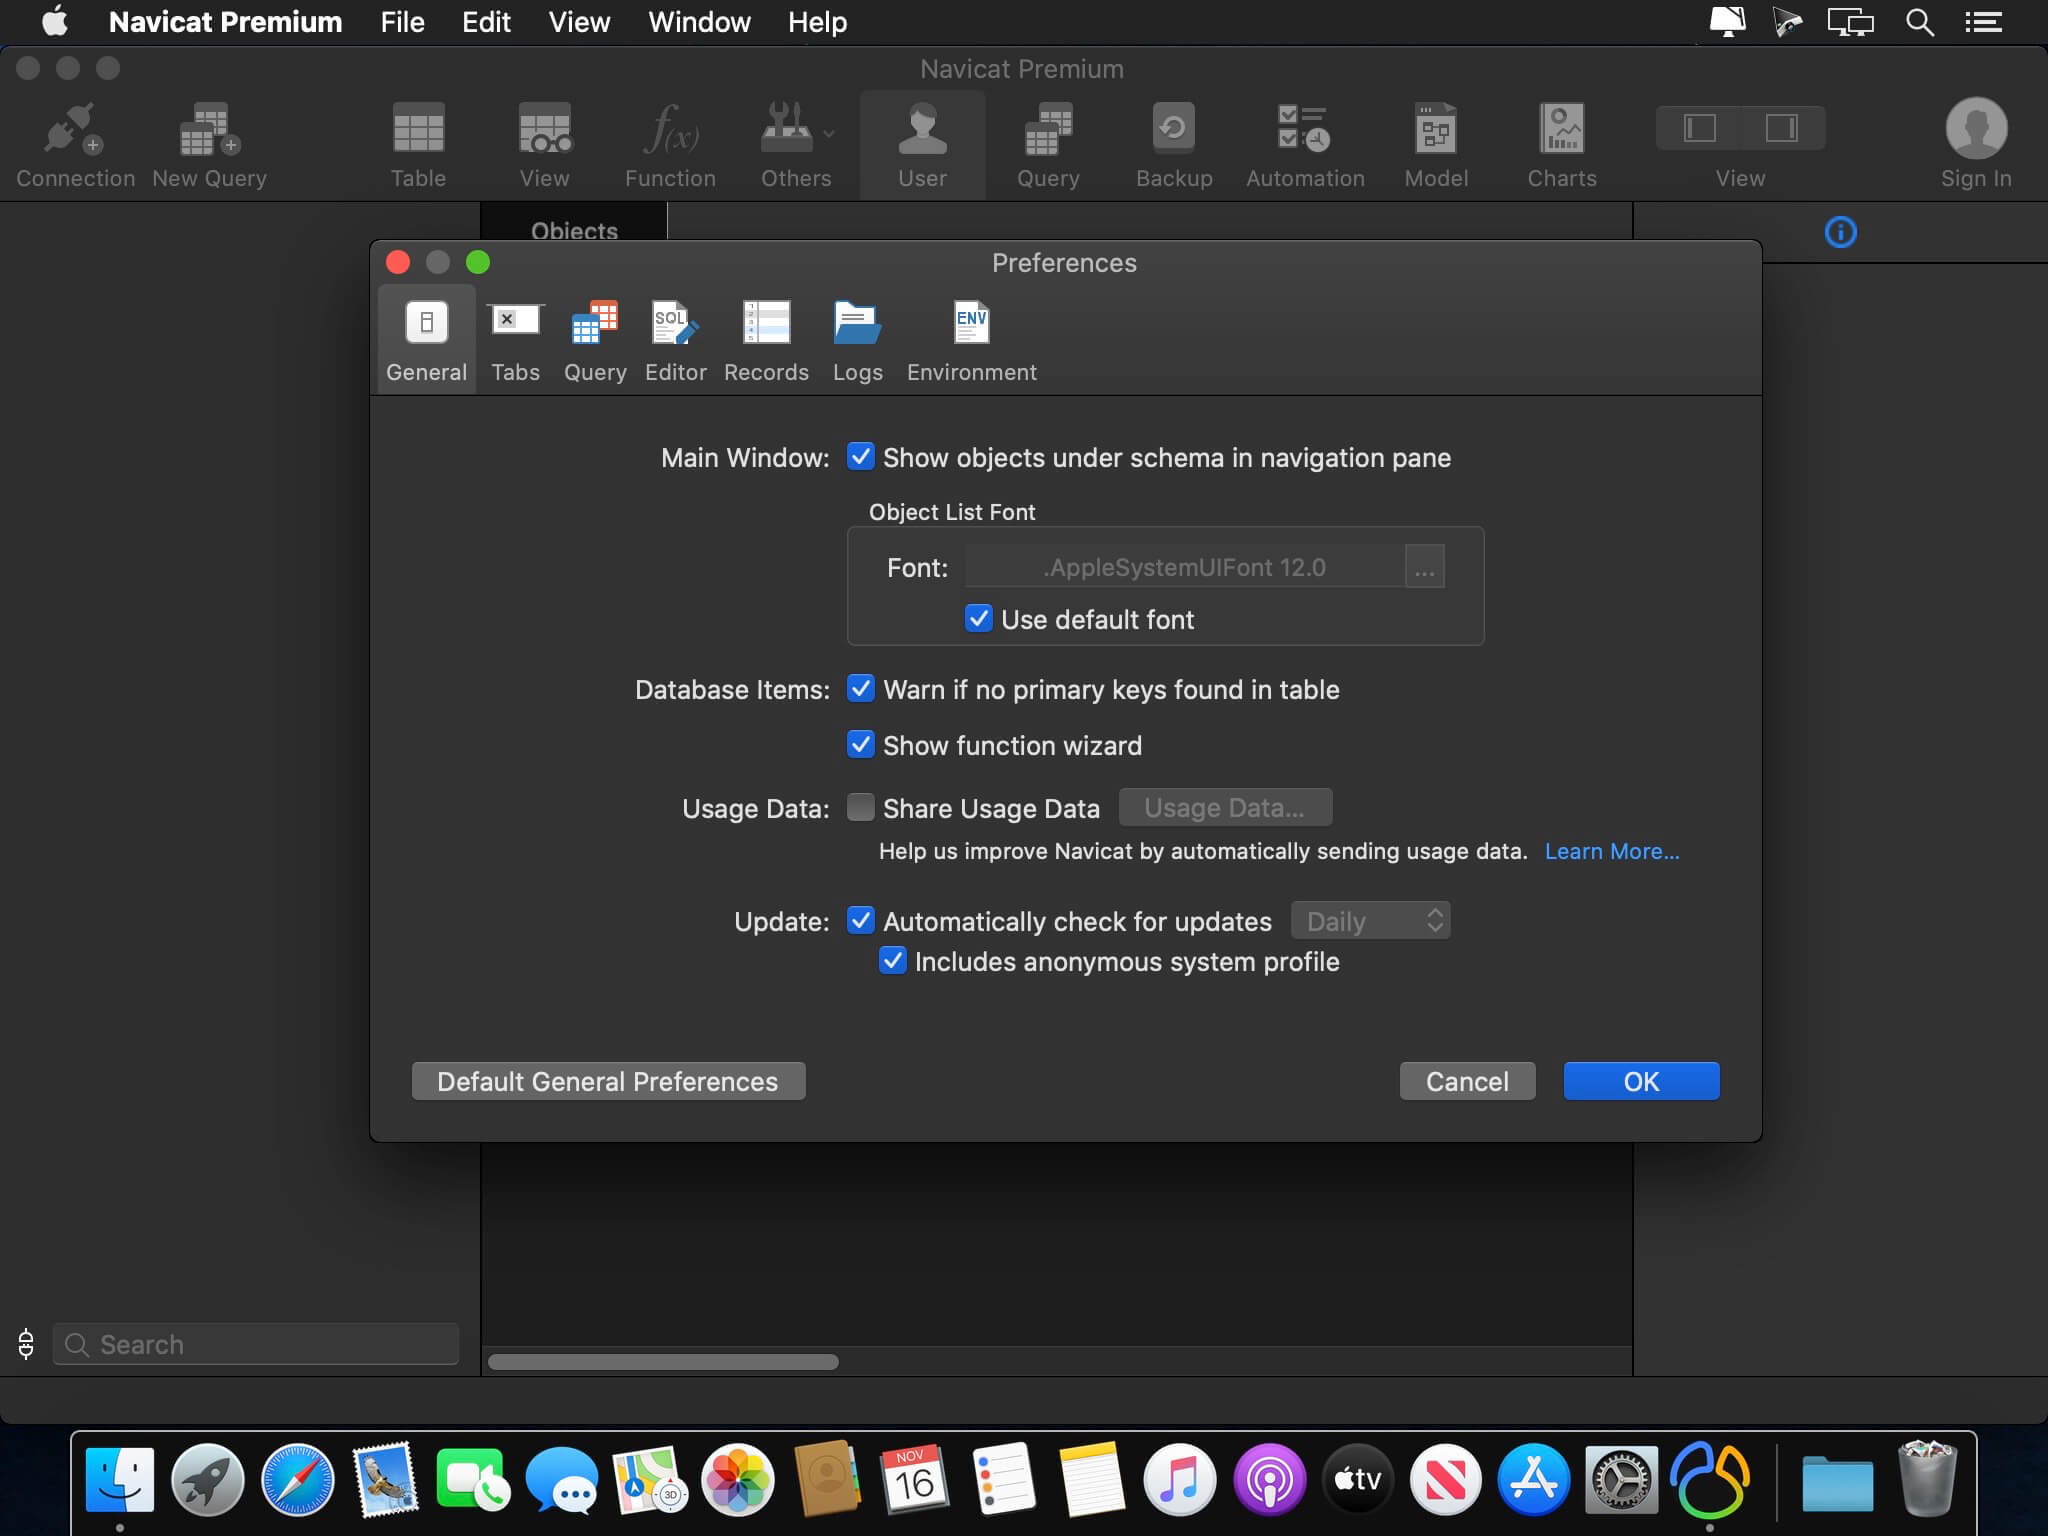 Navicat Premium File Edit View Window Help
Navicat Premium
Connection New Query Table View Function Others User Query Backup Automation Model Charts View Sign In
f(x)
Objects
Preferences
SQL ENV
General Tabs Query Editor Records Logs Environment
Main Window: Show objects under schema in navigation pane
Object List Font
Font: .AppleSystemUIFont 12.0 ...
Use default font
Database Items: Warn if no primary keys found in table
Show function wizard
Usage Data: Share Usage Data Usage Data...
Help us improve Navicat by automatically sending usage data. Learn More...
Update: Automatically check for updates Daily
Includes anonymous system profile
Default General Preferences Cancel OK
Search
NOV
16
3D
tv